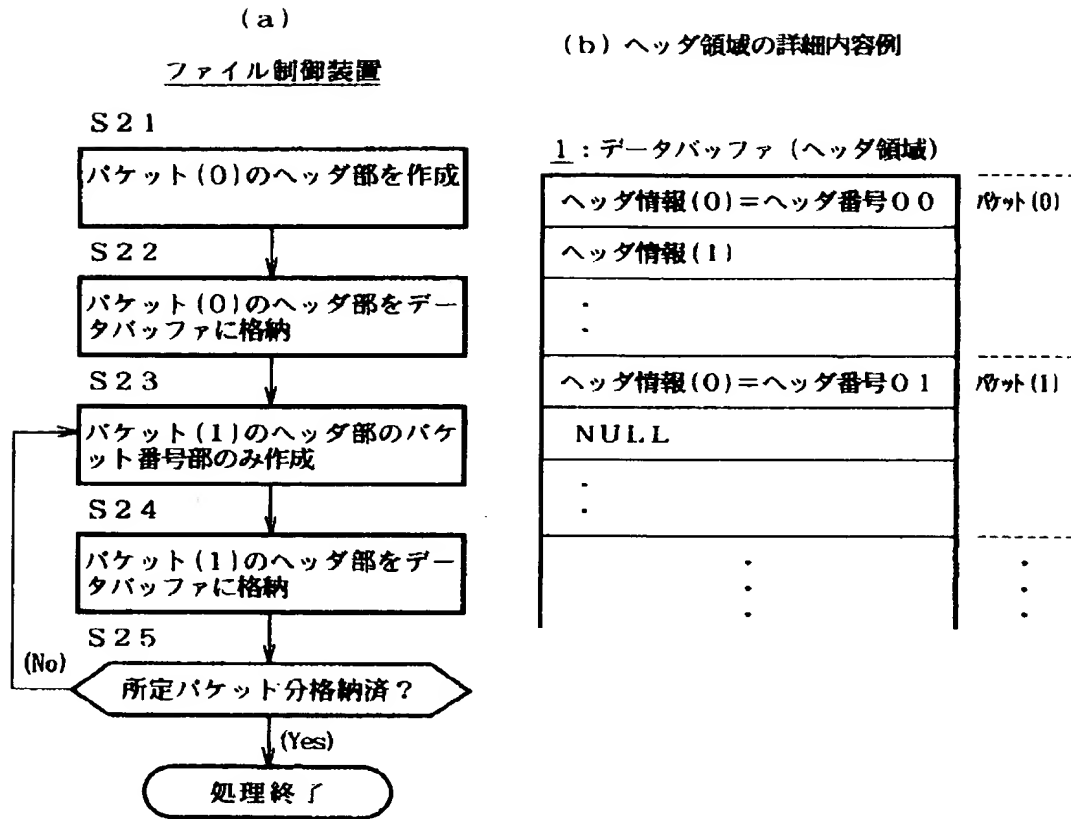 (a)
ファイル制御装置
S21
パケット(0)のヘッダ部を作成
S22
パケット(0)のヘッダ部をデー
タバッファに格納
S23
パケット(1)のヘッダ部のパケ
ット番号部のみ作成
S24
パケット(1)のヘッダ部をデー
タバッファに格納
S25
(No)
所定パケット分格納済?
(Yes)
処理終了
(b) ヘッダ領域の詳細内容例
1:データバッファ(ヘッダ領域)
ヘッダ情報(0)=ヘッダ番号00
パケット(0)
ヘッダ情報(1)
ヘッダ情報(0)=ヘッダ番号01
パケット(1)
NULL